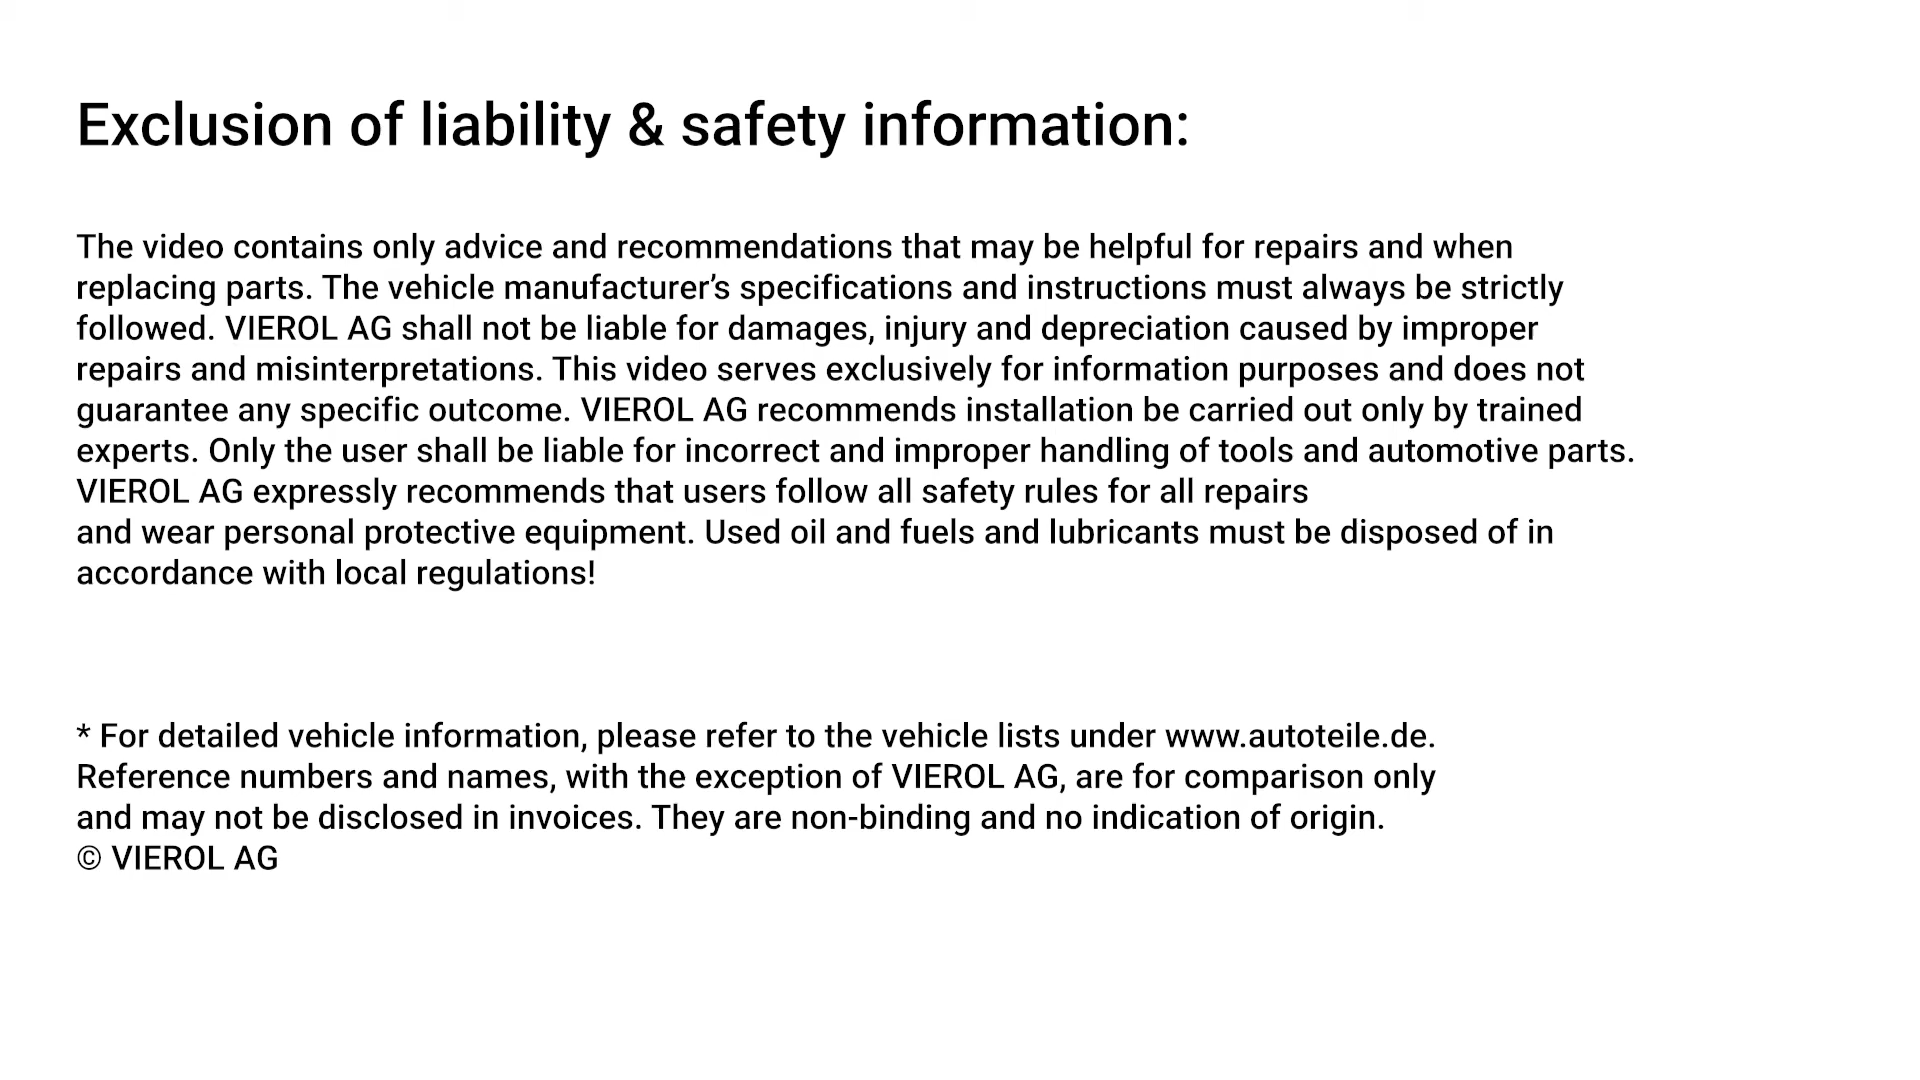 Exclusion of liability & safety information:
The video contains only advice and recommendations that may be helpful for repairs and when
replacing parts. The vehicle manufacturer’s specifications and instructions must always be strictly
followed. VIEROL AG shall not be liable for damages, injury and depreciation caused by improper
repairs and misinterpretations. This video serves exclusively for information purposes and does not
guarantee any specific outcome. VIEROL AG recommends installation be carried out only by trained
experts. Only the user shall be liable for incorrect and improper handling of tools and automotive parts.
VIEROL AG expressly recommends that users follow all safety rules for all repairs
and wear personal protective equipment. Used oil and fuels and lubricants must be disposed of in
accordance with local regulations!
* For detailed vehicle information, please refer to the vehicle lists under www.autoteile.de.
Reference numbers and names, with the exception of VIEROL AG, are for comparison only
and may not be disclosed in invoices. They are non-binding and no indication of origin.
© VIEROL AG